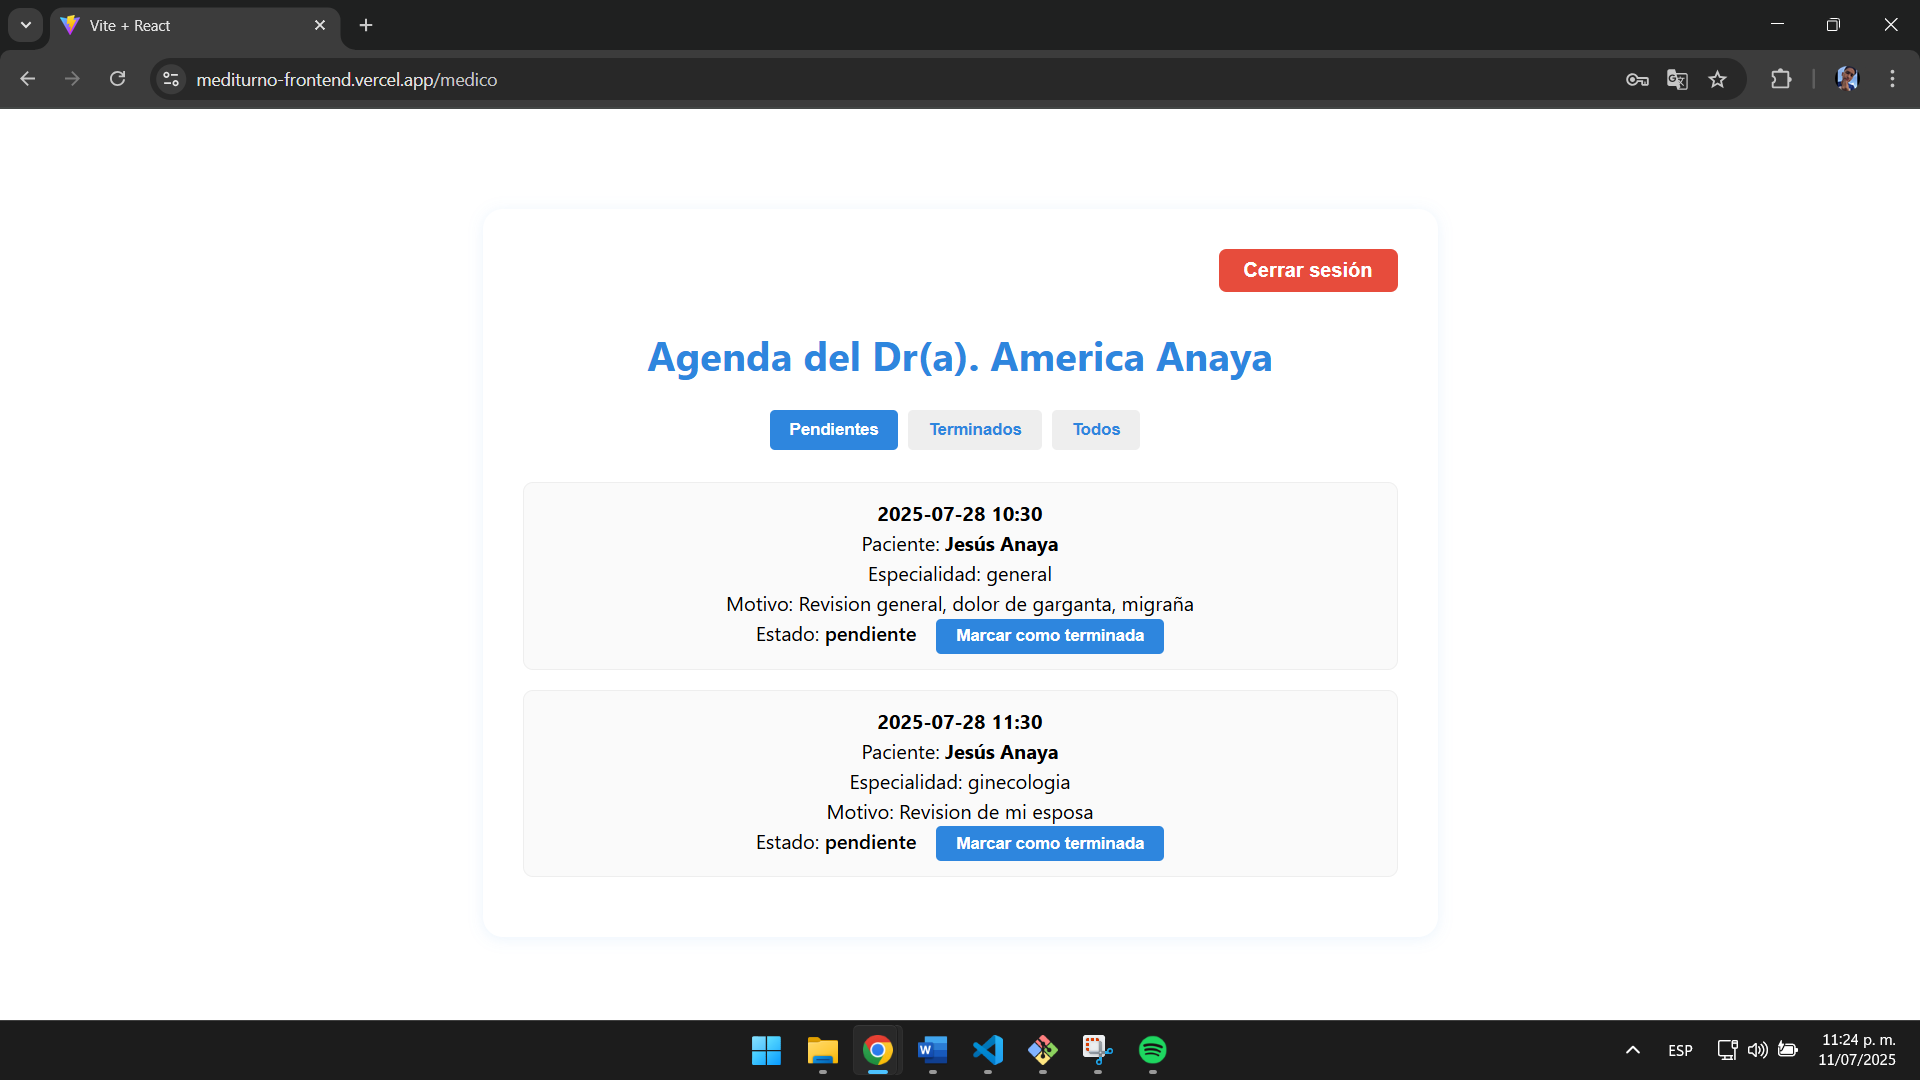 Vite + React
mediturno-frontend.vercel.app/medico
Cerrar sesión
Agenda del Dr(a). America Anaya
Pendientes Terminados Todos
2025-07-28 10:30
Paciente: Jesús Anaya
Especialidad: general
Motivo: Revision general, dolor de garganta, migraña
Estado: pendiente Marcar como terminada
2025-07-28 11:30
Paciente: Jesús Anaya
Especialidad: ginecologia
Motivo: Revision de mi esposa
Estado: pendiente Marcar como terminada
ESP
11:24 p. m.
11/07/2025